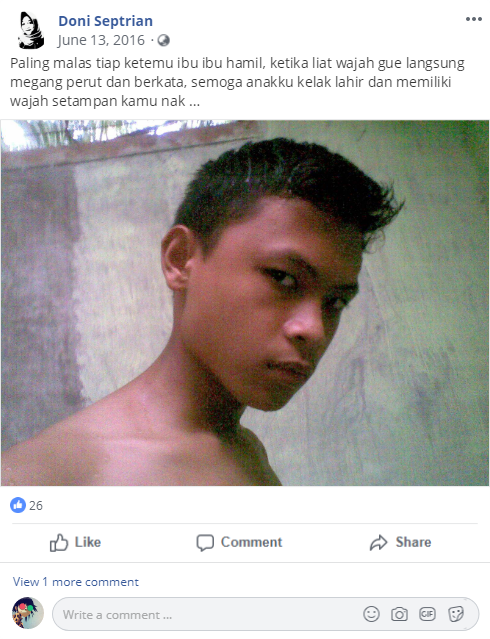 Doni Septrian
June 13, 2016 ·
Paling malas tiap ketemu ibu ibu hamil, ketika liat wajah gue langsung
megang perut dan berkata, semoga anakku kelak lahir dan memiliki
wajah setampan kamu nak ...
26
Like Comment Share
View 1 more comment
Write a comment ... GIF